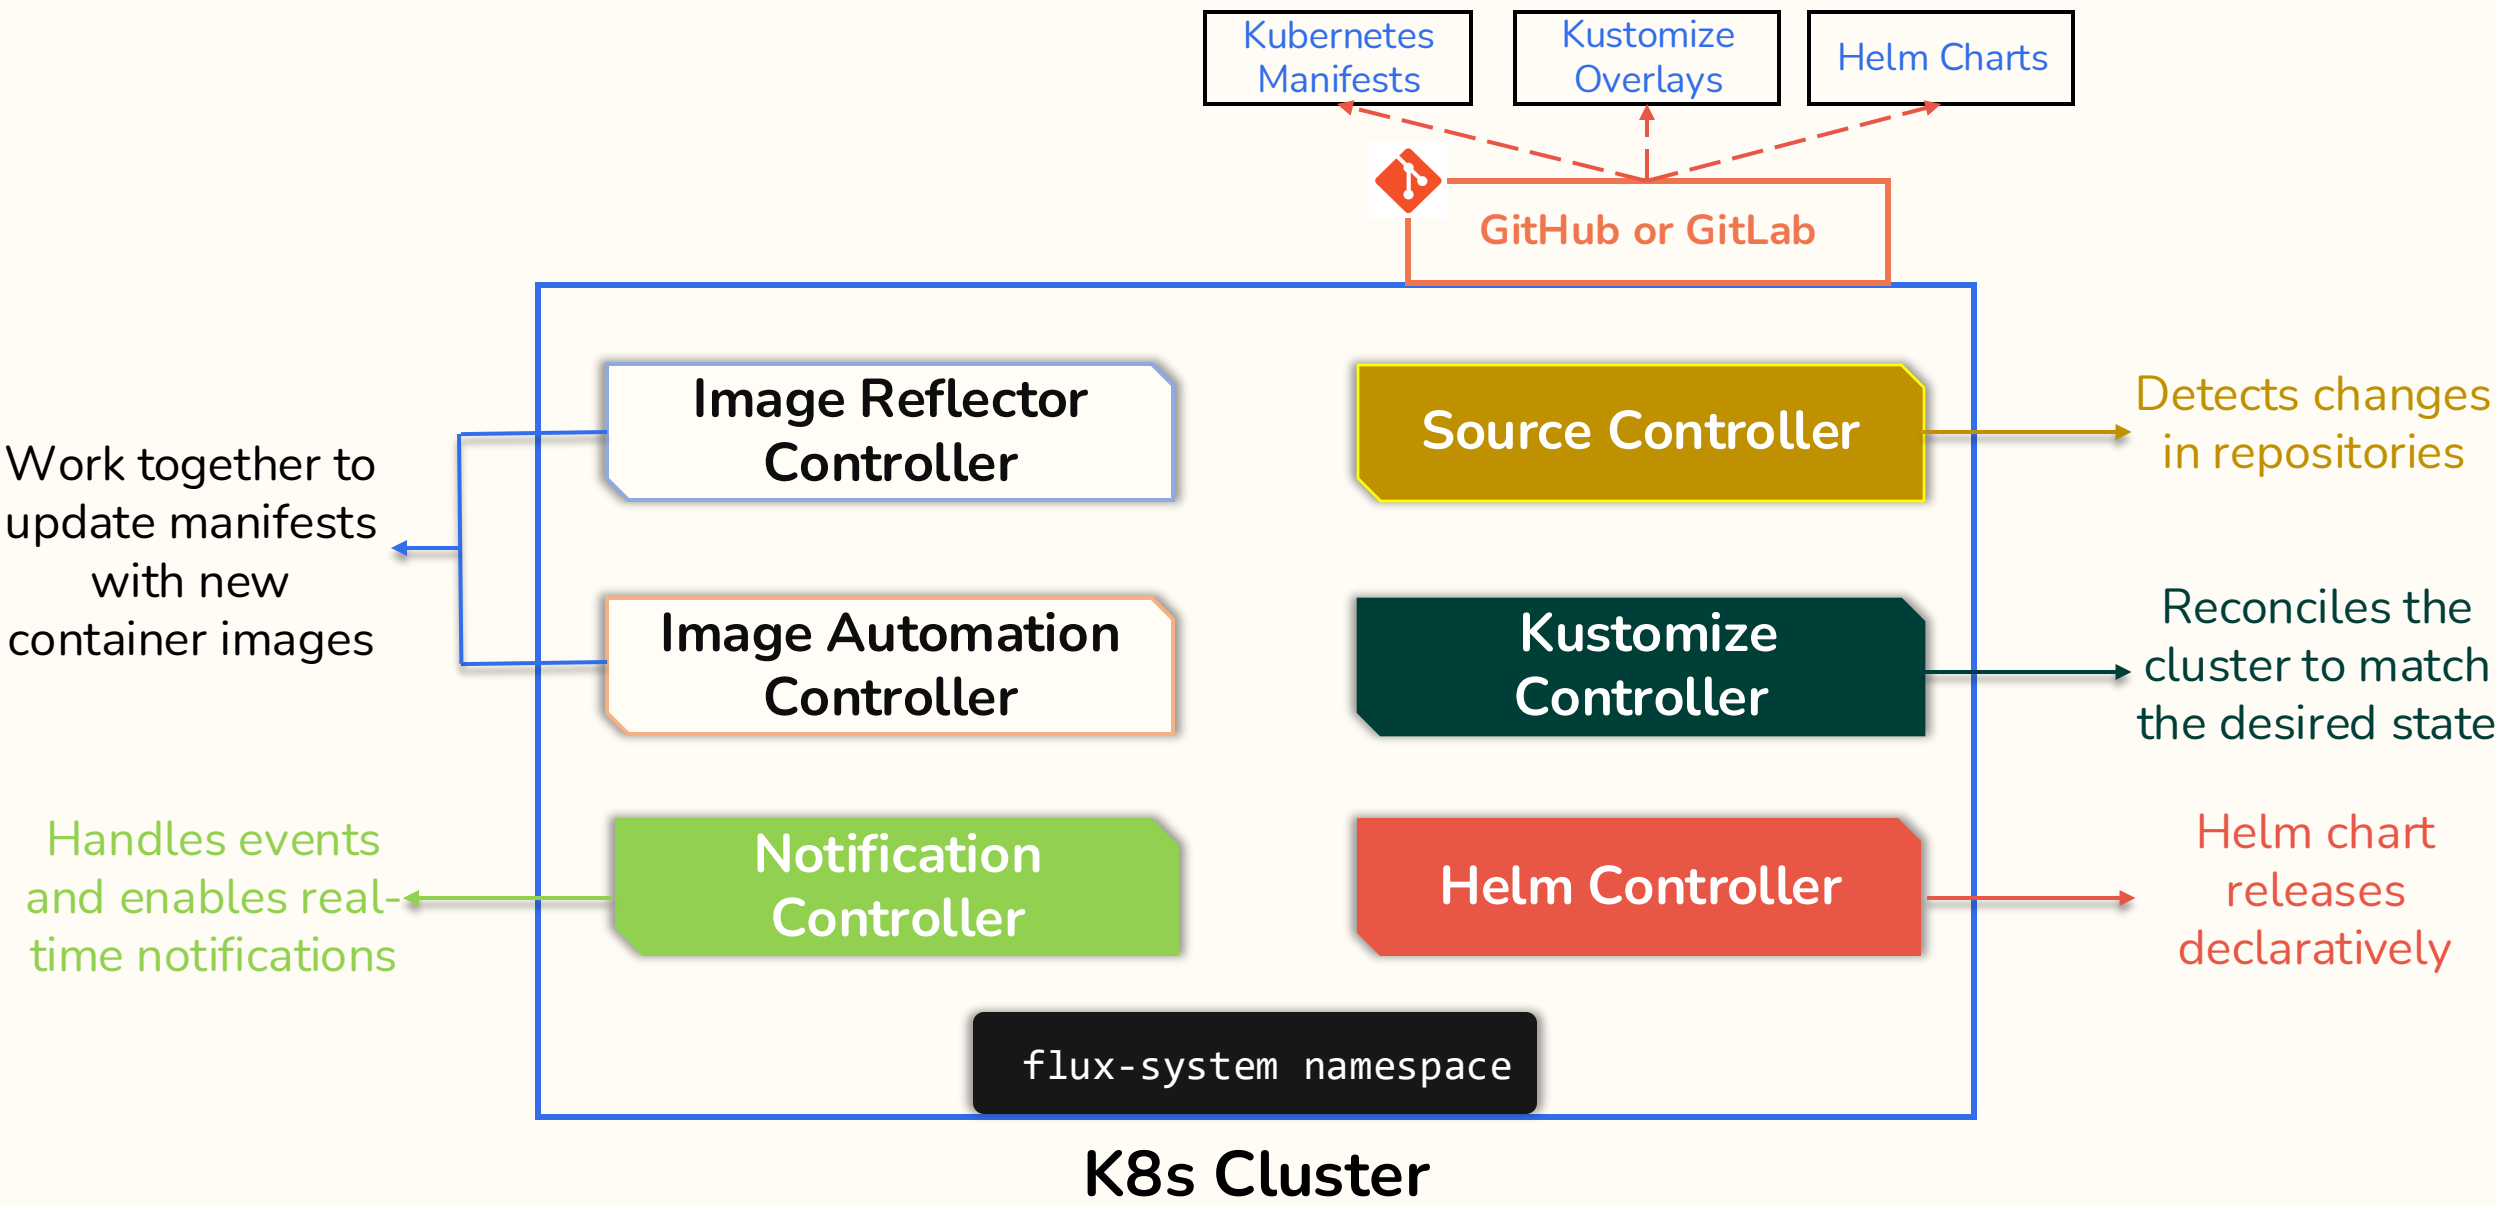 Kubernetes
Manifests
Kustomize
Overlays
Helm Charts
GitHub or GitLab
Image Reflector
Controller
Source Controller
Detects changes
in repositories
Work together to
update manifests
with new
container images
Image Automation
Controller
Kustomize
Controller
Reconciles the
cluster to match
the desired state
Handles events
and enables real-
time notifications
Notification
Controller
Helm Controller
Helm chart
releases
declaratively
flux-system namespace
K8s Cluster